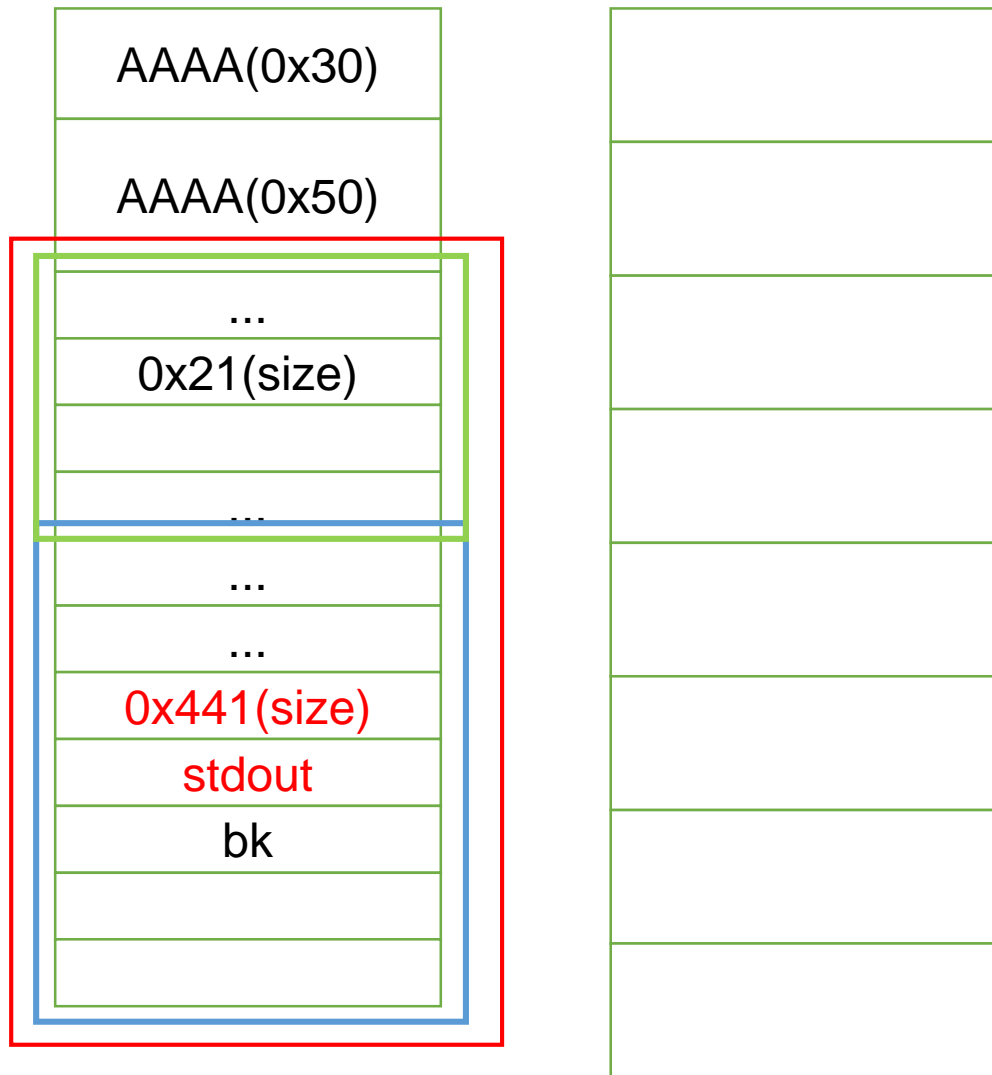 AAAA(0x30)
AAAA(0x50)
...
0x21(size)
...
...
...
0x441(size)
stdout
bk